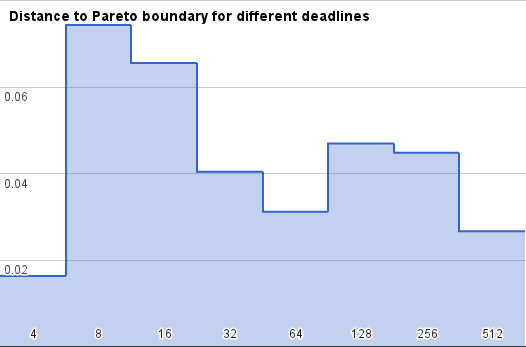 Distance to Pareto boundary for different deadlines
0.06
0.04
0.02
4 8 16 32 64 128 256 512